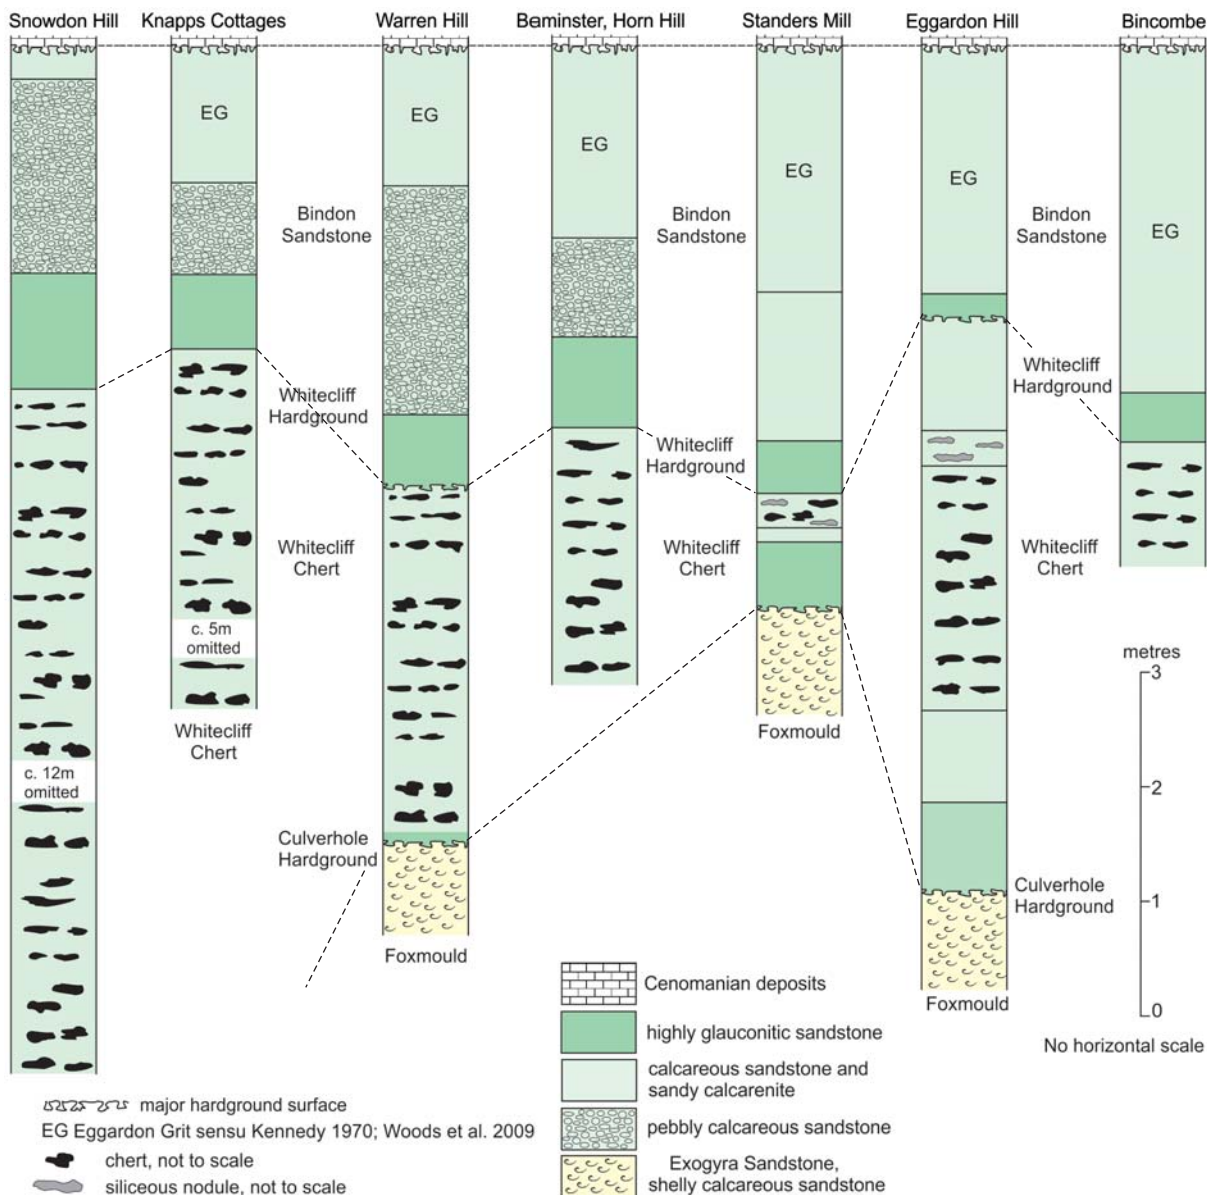 Snowdon Hill
Knapps Cottages
Warren Hill
Beminster, Horn Hill
Standers Mill
Eggardon Hill
Bincombe
EG
EG
EG
EG
EG
EG
Bindon
Sandstone
Bindon
Sandstone
Bindon
Sandstone
Whitecliff
Hardground
Whitecliff
Hardground
Whitecliff
Hardground
Whitecliff
Chert
Whitecliff
Chert
Whitecliff
Chert
c. 5m
omitted
Whitecliff
Chert
c. 12m
omitted
Culverhole
Hardground
Foxmould
Foxmould
Culverhole
Hardground
Foxmould
metres
3
2
1
0
No horizontal scale
Cenomanian deposits
highly glauconitic sandstone
calcareous sandstone and
sandy calcarenite
pebbly calcareous sandstone
Exogyra Sandstone,
shelly calcareous sandstone
major hardground surface
EG Eggardon Grit sensu Kennedy 1970; Woods et al. 2009
chert, not to scale
siliceous nodule, not to scale